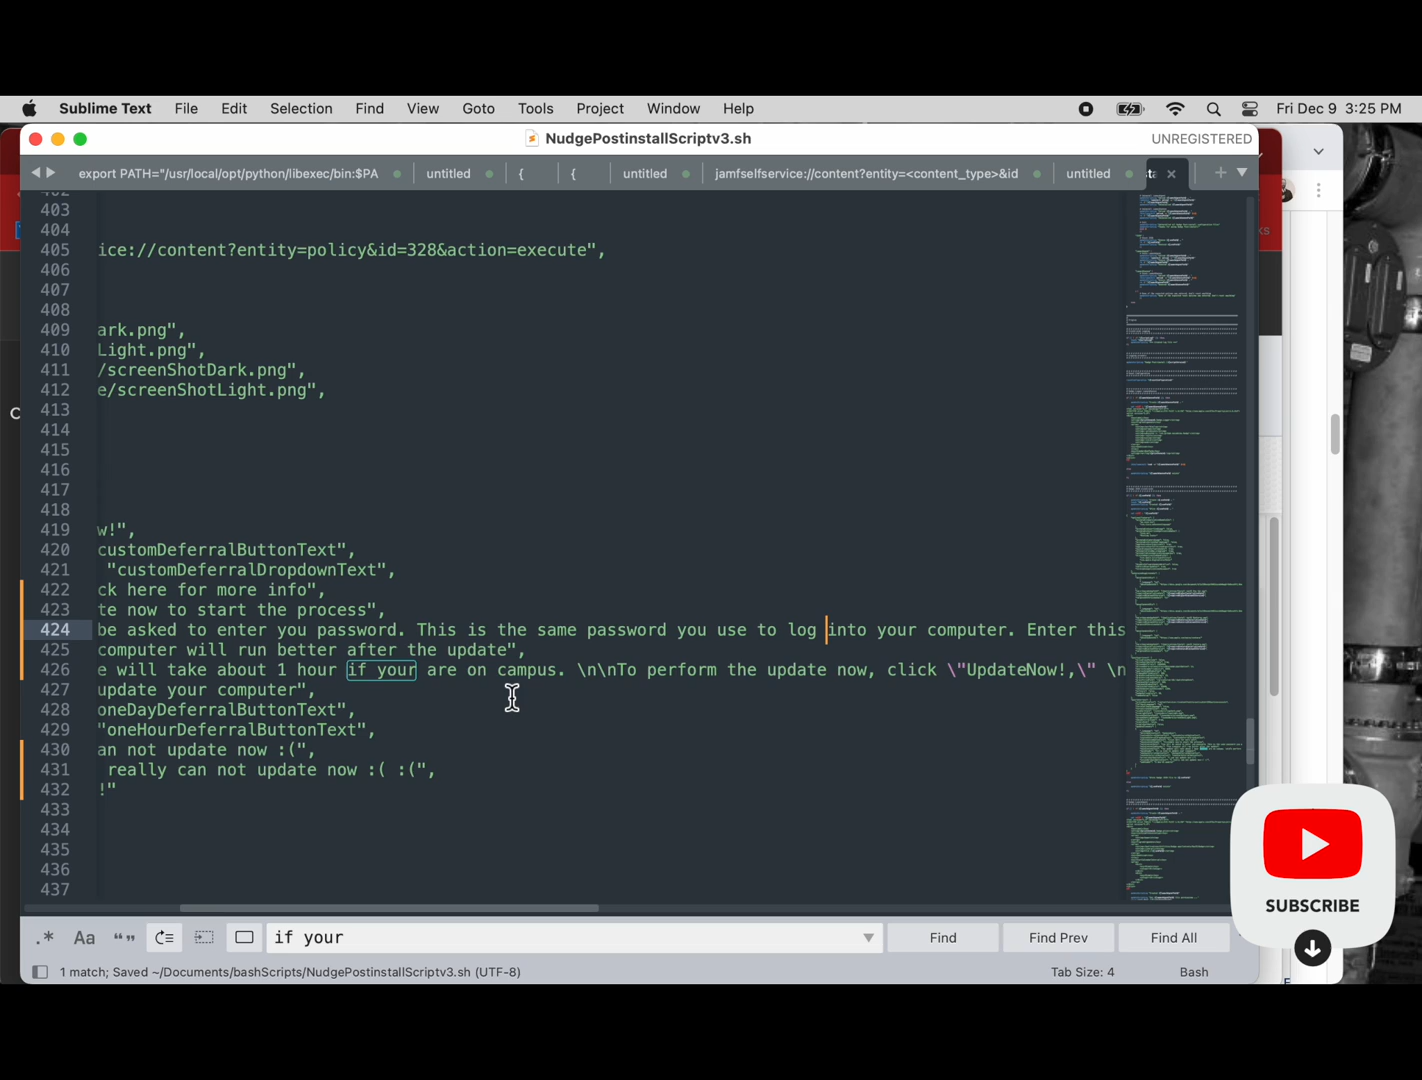 Sublime Text File Edit Selection Find View Goto Tools Project Window Help Fri Dec 9 3:25 PM
NudgePostinstallScriptv3.sh UNREGISTERED
export PATH="/usr/local/opt/python/libexec/bin:$PA untitled { { untitled jamfselfservice://content?entity=<content_type>&id untitled
402
403
404
405 ice://content?entity=policy&id=328&action=execute",
406
407
408
409 ark.png",
410 Light.png",
411 /screenShotDark.png",
412 e/screenShotLight.png",
413
414
415
416
417
418
419 w!",
420 customDeferralButtonText",
421 "customDeferralDropdownText",
422 ck here for more info",
423 te now to start the process",
424 be asked to enter you password. This is the same password you use to log into your computer. Enter this
425 computer will run better after the update",
426 e will take about 1 hour if your are on campus. \n\nTo perform the update now, click \"UpdateNow!,\" \n
427 update your computer",
428 oneDayDeferralButtonText",
429 "oneHourDeferralButtonText",
430 an not update now :(",
431 really can not update now :( :(",
432 !"
433
434
435
436
437
SUBSCRIBE
.* Aa if your Find Find Prev Find All
1 match; Saved ~/Documents/bashScripts/NudgePostinstallScriptv3.sh (UTF-8) Tab Size: 4 Bash